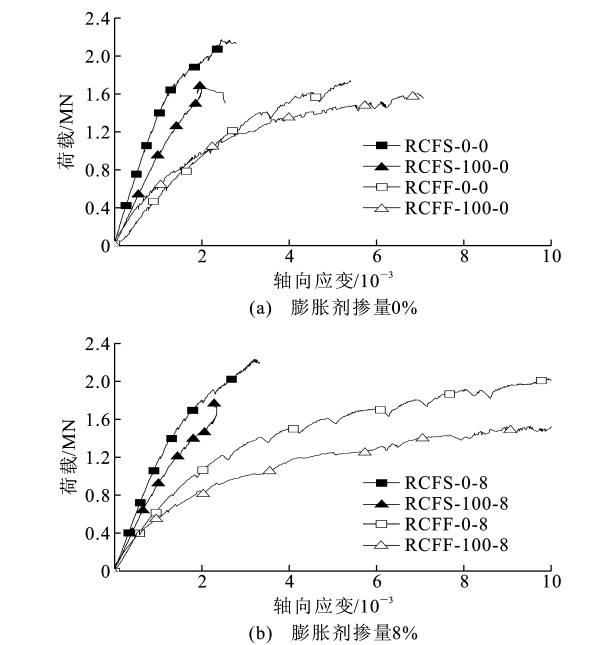 2.4
2.0
1.6
1.2
0.8
0.4
0
荷载/MN
RCFS-0-0
RCFS-100-0
RCFF-0-0
RCFF-100-0
2 4 6 8 10
轴向应变/10⁻³
(a) 膨胀剂掺量0%
2.4
2.0
1.6
1.2
0.8
0.4
0
荷载/MN
RCFS-0-8
RCFS-100-8
RCFF-0-8
RCFF-100-8
2 4 6 8 10
轴向应变/10⁻³
(b) 膨胀剂掺量8%